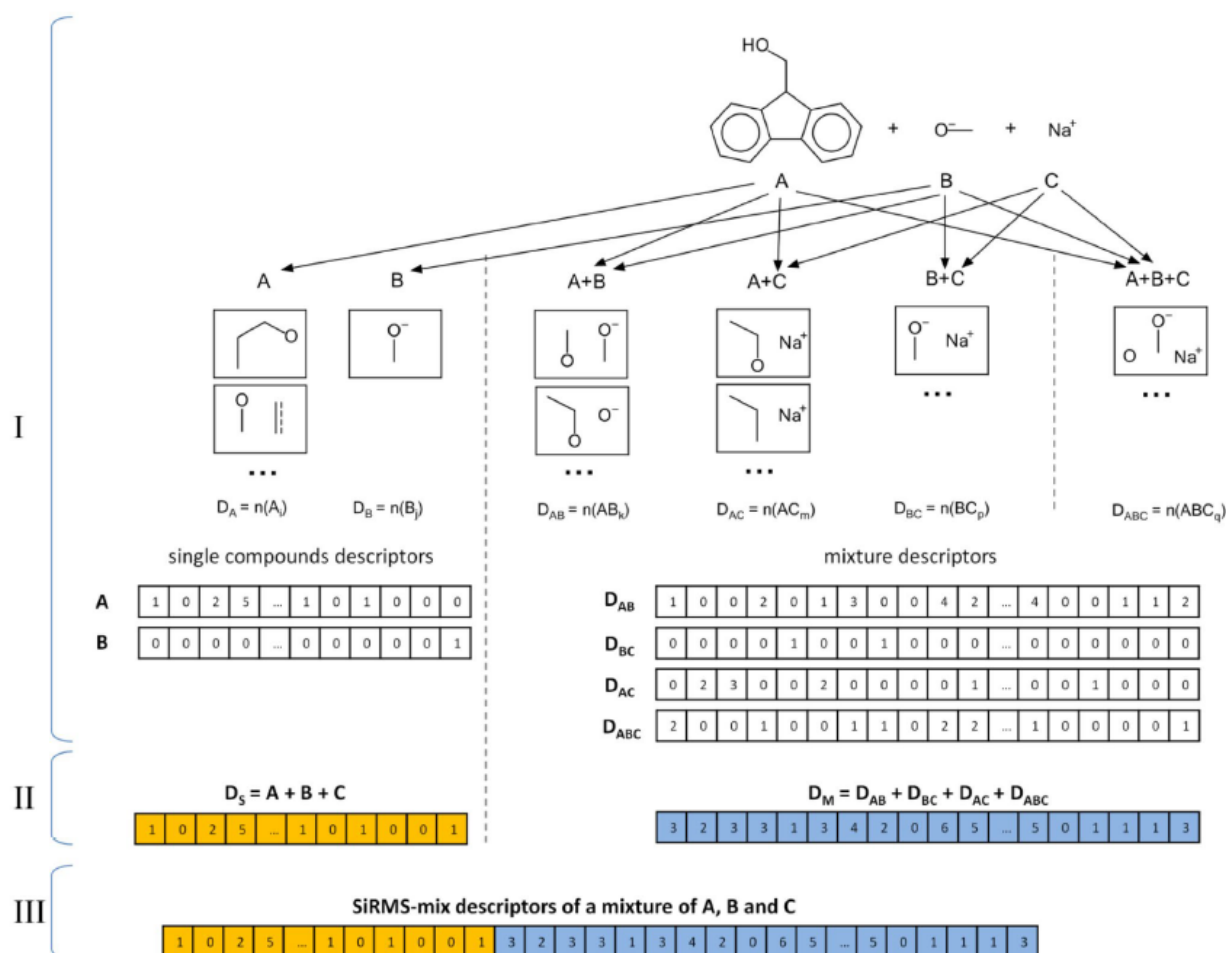 I
HO
+ O⁻ + Na⁺
A B C
A B A+B A+C B+C A+B+C
O O⁻ O O⁻ O Na⁺ O⁻ Na⁺ O⁻ O Na⁺
O O⁻ O Na⁺ ... ...
... ... ...
D_A = n(A_i) D_B = n(B_j) D_AB = n(AB_k) D_AC = n(AC_m) D_BC = n(BC_p) D_ABC = n(ABC_q)
single compounds descriptors mixture descriptors
A 1 0 2 5 ... 1 0 1 0 0 0
B 0 0 0 0 ... 0 0 0 0 0 1
D_AB 1 0 0 2 0 1 3 0 0 4 2 ... 4 0 0 1 1 2
D_BC 0 0 0 0 1 0 0 1 0 0 0 ... 0 0 0 0 0 0
D_AC 0 2 3 0 0 2 0 0 0 0 1 ... 0 0 1 0 0 0
D_ABC 2 0 0 1 0 0 1 1 0 2 2 ... 1 0 0 0 0 1
II
D_S = A + B + C D_M = D_AB + D_BC + D_AC + D_ABC
1 0 2 5 ... 1 0 1 0 0 1 3 2 3 3 1 3 4 2 0 6 5 ... 5 0 1 1 1 3
III
SiRMS-mix descriptors of a mixture of A, B and C
1 0 2 5 ... 1 0 1 0 0 1 3 2 3 3 1 3 4 2 0 6 5 ... 5 0 1 1 1 3